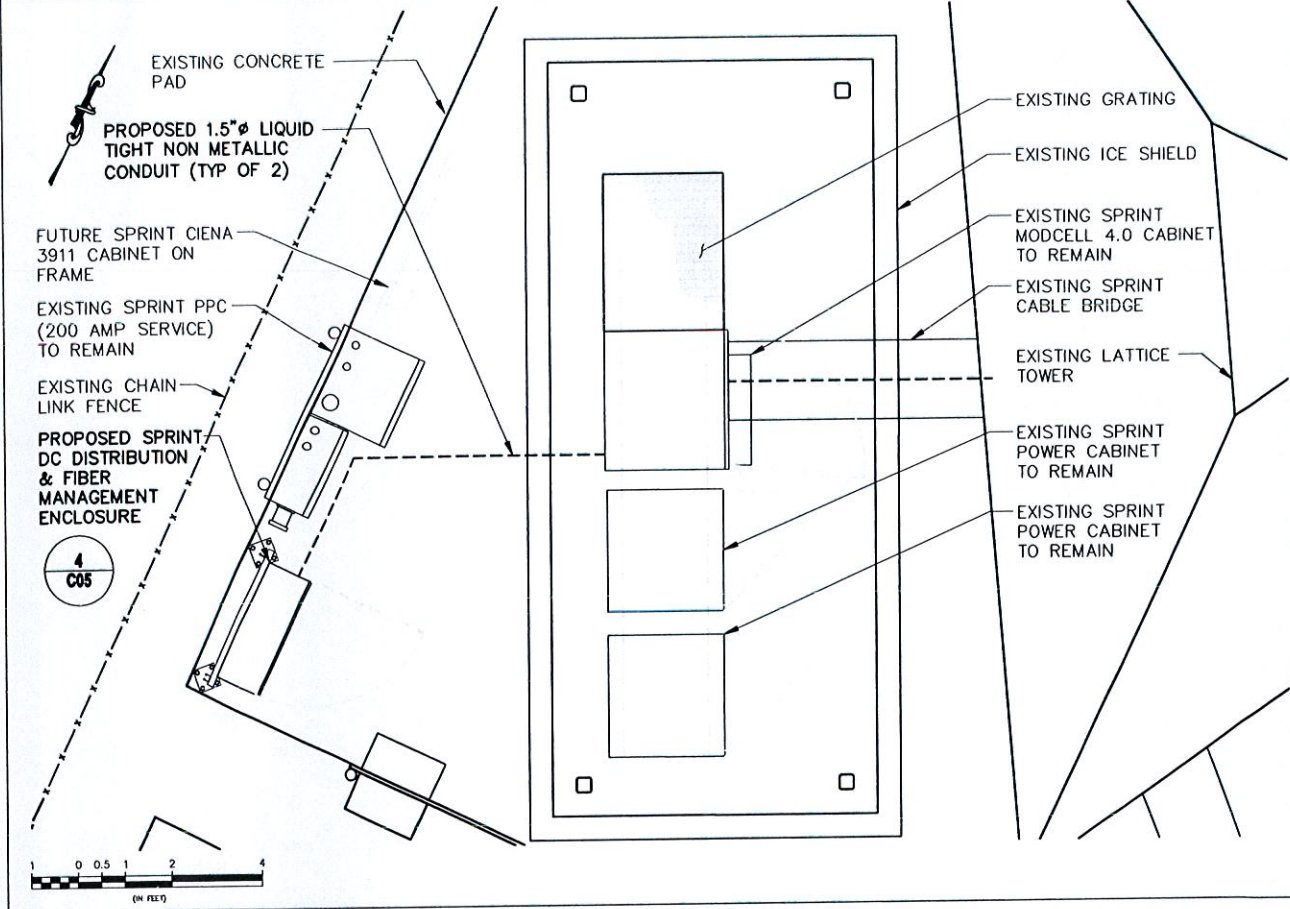 EXISTING CONCRETE
PAD
PROPOSED 1.5"ø LIQUID
TIGHT NON METALLIC
CONDUIT (TYP OF 2)
FUTURE SPRINT CIENA
3911 CABINET ON
FRAME
EXISTING SPRINT PPC
(200 AMP SERVICE)
TO REMAIN
EXISTING CHAIN
LINK FENCE
PROPOSED SPRINT
DC DISTRIBUTION
& FIBER
MANAGEMENT
ENCLOSURE
4
C05
EXISTING GRATING
EXISTING ICE SHIELD
EXISTING SPRINT
MODCELL 4.0 CABINET
TO REMAIN
EXISTING SPRINT
CABLE BRIDGE
EXISTING LATTICE
TOWER
EXISTING SPRINT
POWER CABINET
TO REMAIN
EXISTING SPRINT
POWER CABINET
TO REMAIN
1 0 0.5 1 2 4
(IN FEET)